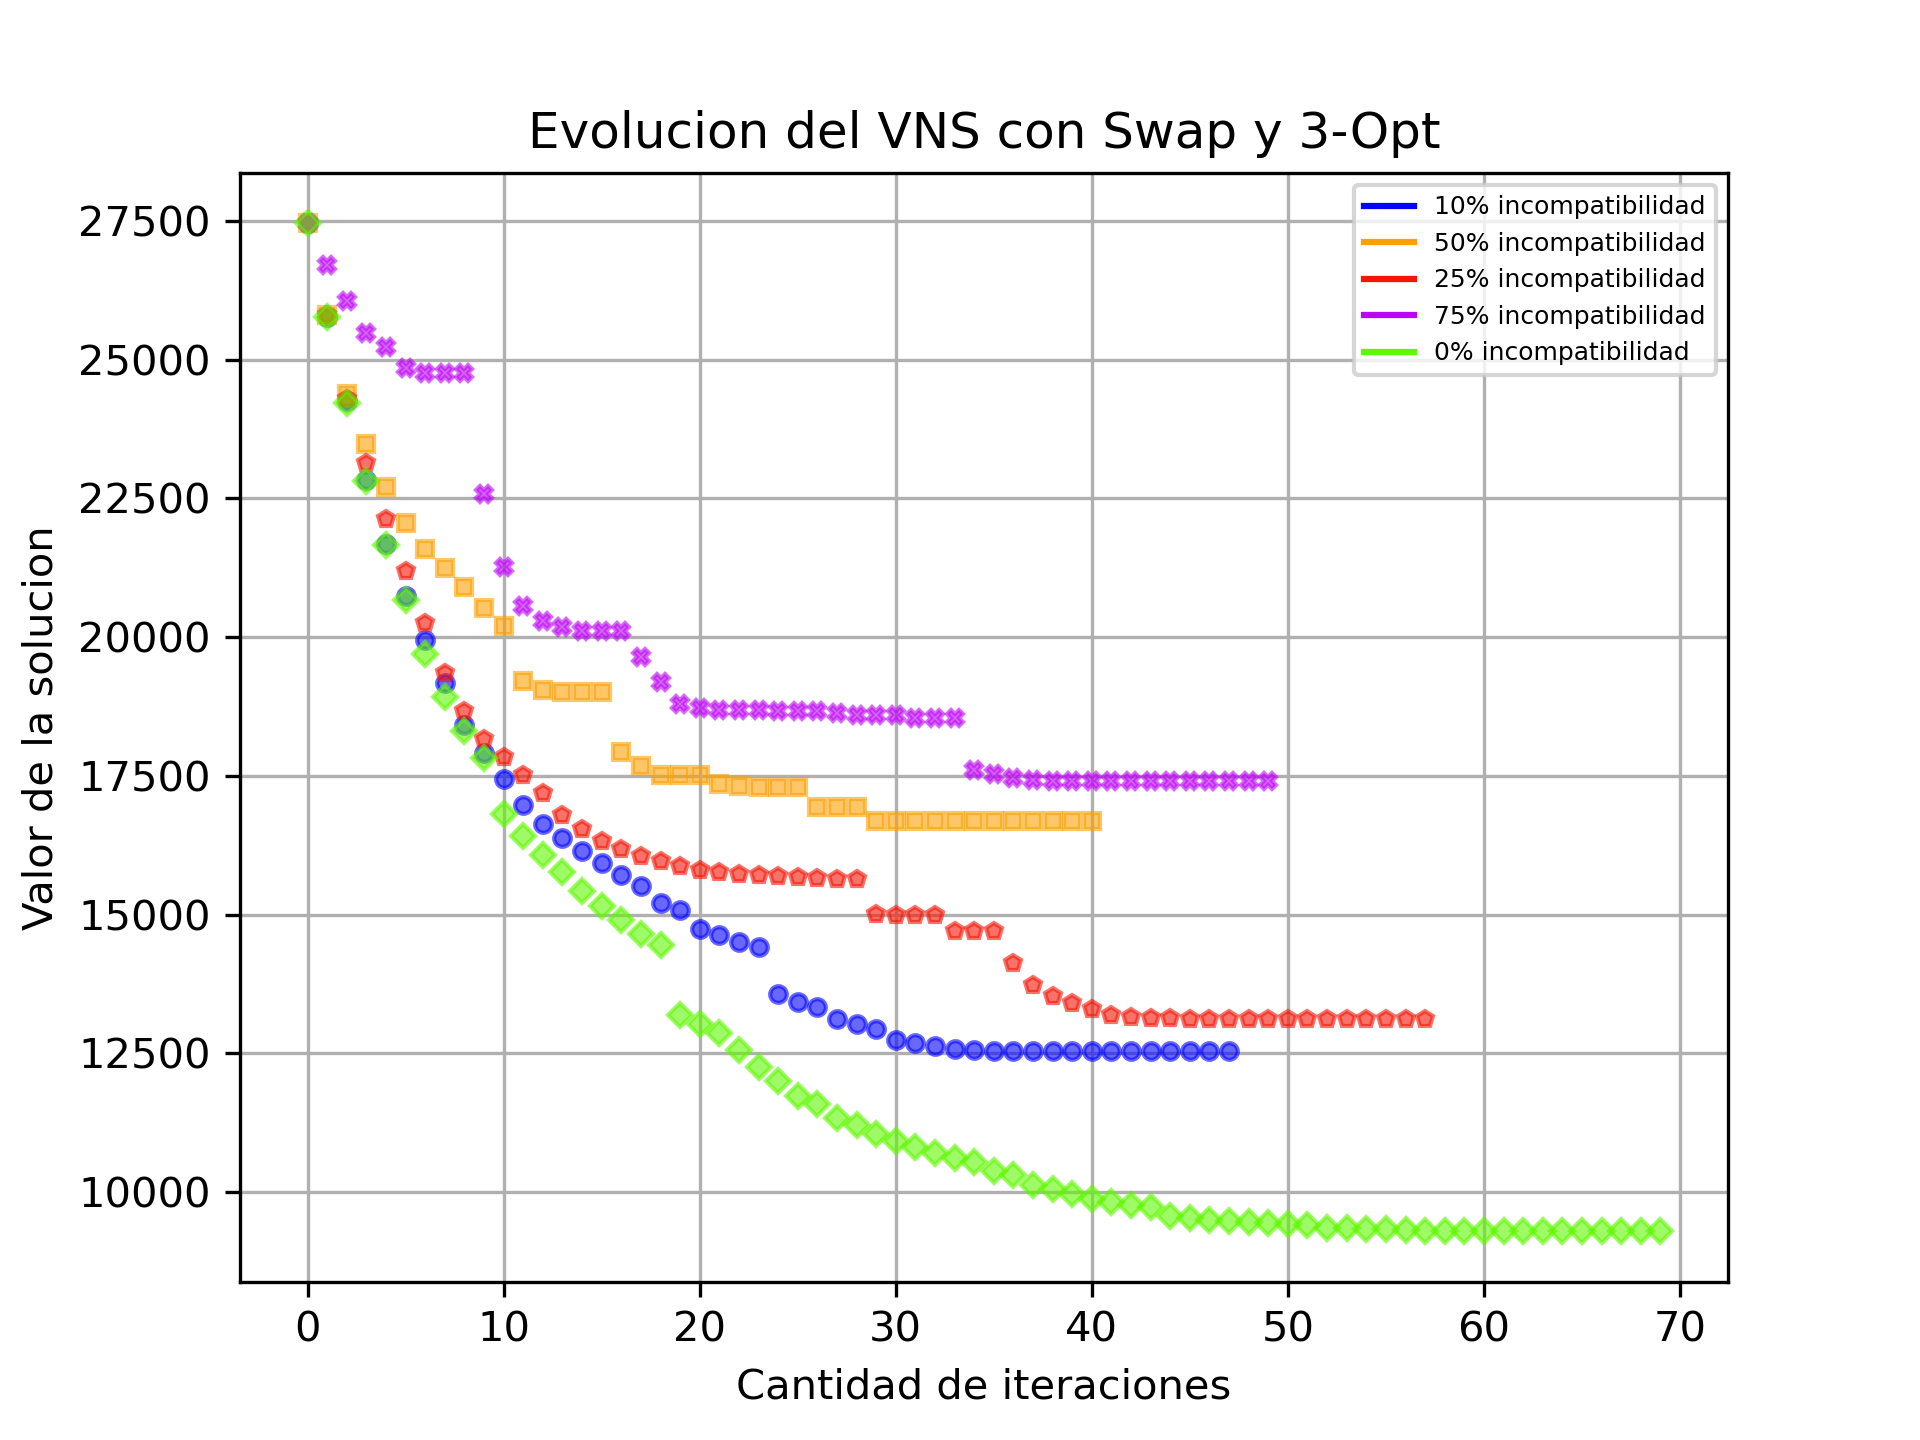 Evolucion del VNS con Swap y 3-Opt
10% incompatibilidad
50% incompatibilidad
25% incompatibilidad
75% incompatibilidad
0% incompatibilidad
Valor de la solucion
27500
25000
22500
20000
17500
15000
12500
10000
0 10 20 30 40 50 60 70
Cantidad de iteraciones